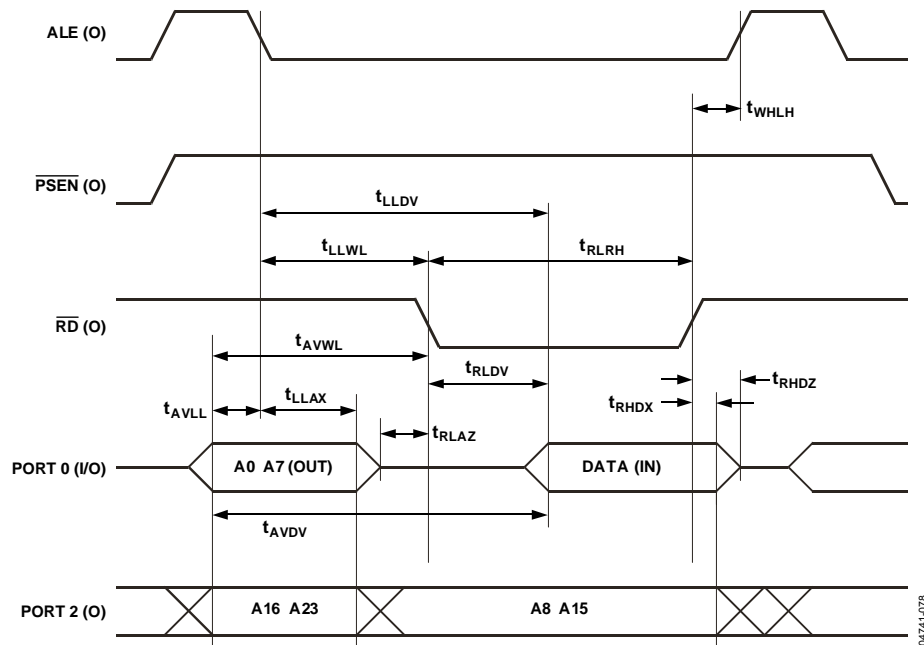 ALE (O)
tWHLH
PSEN (O)
tLLDV
tLLWL
tRLRH
RD (O)
tAVWL
tRLDV
tRHDZ
tAVLL
tLLAX
tRHDX
tRLAZ
PORT 0 (I/O)
A0 A7 (OUT)
DATA (IN)
tAVDV
PORT 2 (O)
A16 A23
A8 A15
04741-078